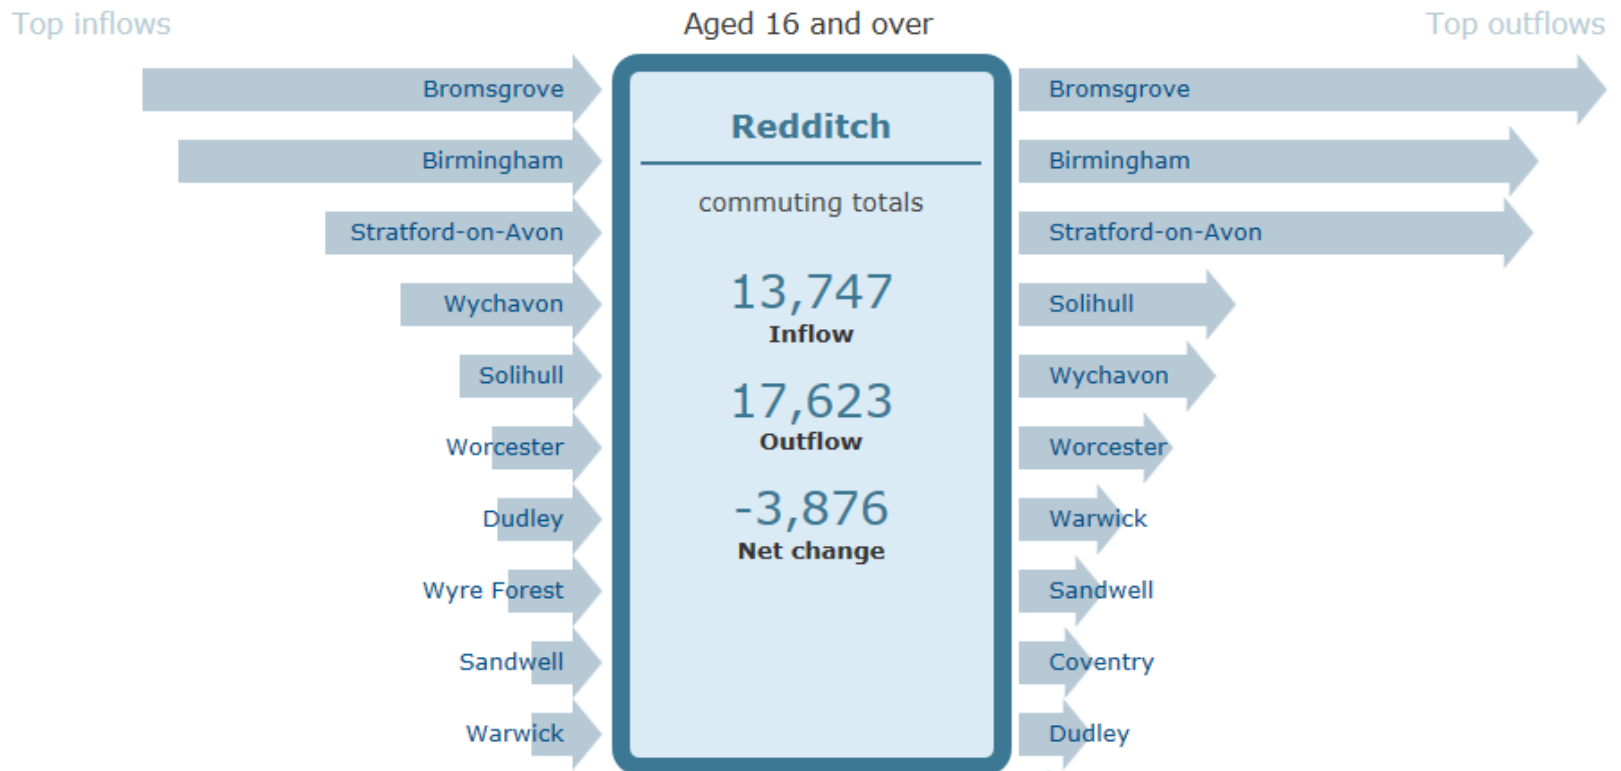 Top inflows
Aged 16 and over
Top outflows
Bromsgrove
Birmingham
Stratford-on-Avon
Wychavon
Solihull
Worcester
Dudley
Wyre Forest
Sandwell
Warwick
Redditch
commuting totals
13,747
Inflow
17,623
Outflow
-3,876
Net change
Bromsgrove
Birmingham
Stratford-on-Avon
Solihull
Wychavon
Worcester
Warwick
Sandwell
Coventry
Dudley